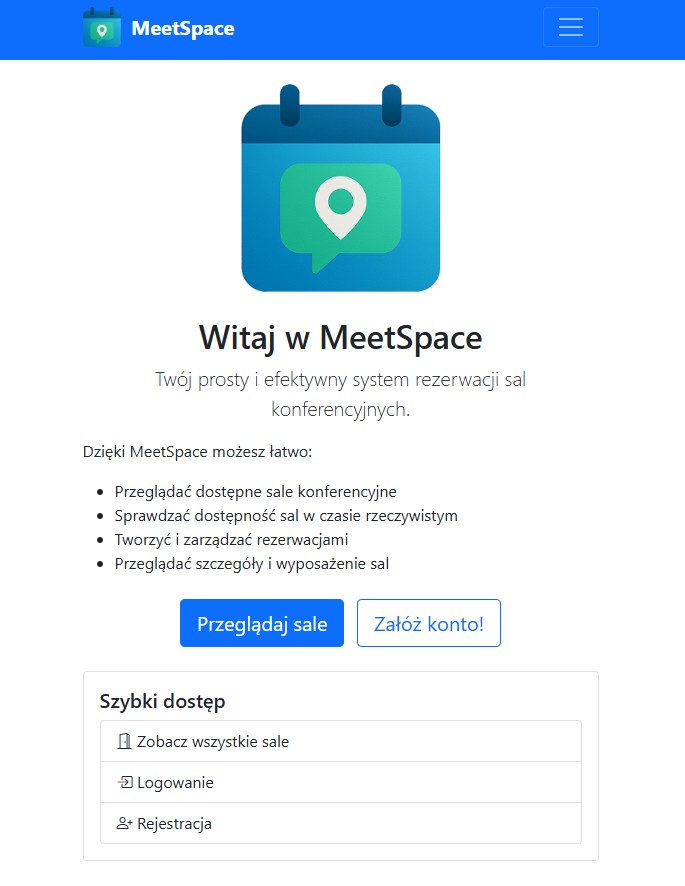 MeetSpace
Witaj w MeetSpace
Twój prosty i efektywny system rezerwacji sal
konferencyjnych.
Dzięki MeetSpace możesz łatwo:
Przeglądać dostępne sale konferencyjne
Sprawdzać dostępność sal w czasie rzeczywistym
Tworzyć i zarządzać rezerwacjami
Przeglądać szczegóły i wyposażenie sal
Przeglądaj sale
Załóż konto!
Szybki dostęp
Zobacz wszystkie sale
Logowanie
Rejestracja